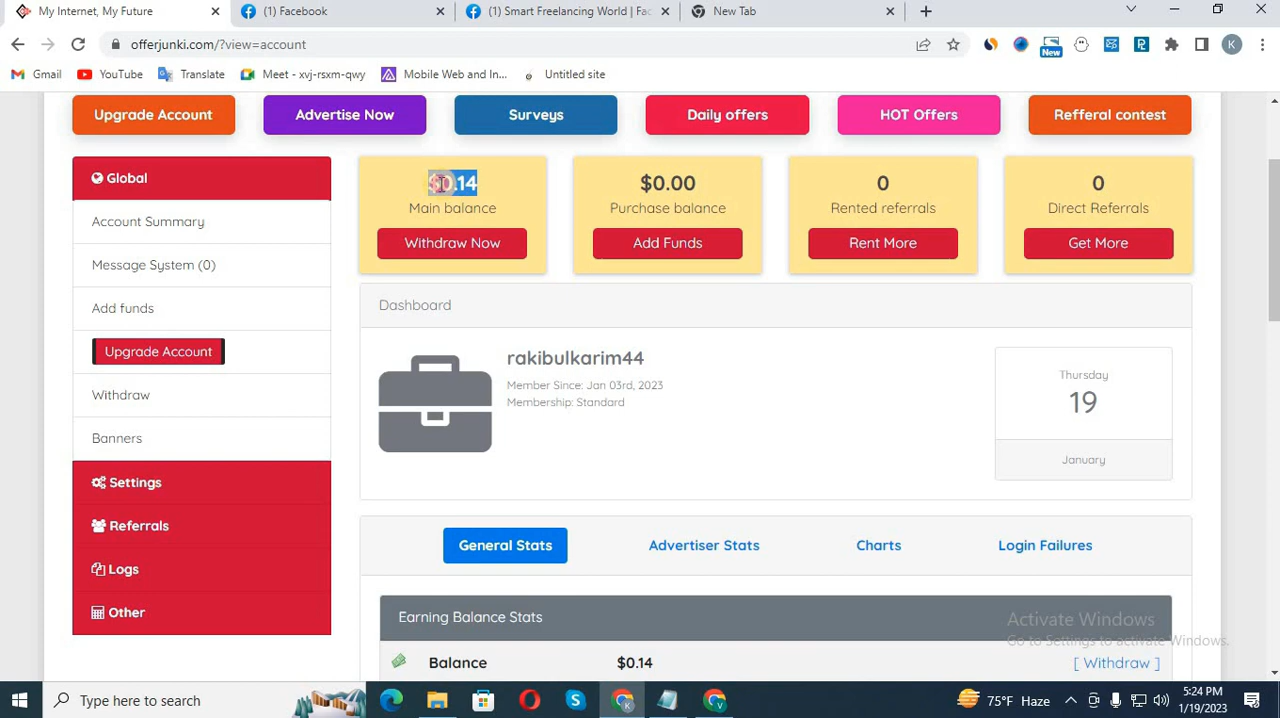 My Internet, My Future
(1) Facebook
(1) Smart Freelancing World | Fac
New Tab
offerjunki.com/?view=account
New
K
Gmail
YouTube
Translate
Meet - xvj-rsxm-qwy
Mobile Web and In...
Untitled site
Upgrade Account
Advertise Now
Surveys
Daily offers
HOT Offers
Refferal contest
Global
Account Summary
Message System (0)
Add funds
Upgrade Account
Withdraw
Banners
Settings
Referrals
Logs
Other
$0.14
Main balance
Withdraw Now
$0.00
Purchase balance
Add Funds
0
Rented referrals
Rent More
0
Direct Referrals
Get More
Dashboard
rakibulkarim44
Member Since: Jan 03rd, 2023
Membership: Standard
Thursday
19
January
General Stats
Advertiser Stats
Charts
Login Failures
Earning Balance Stats
Balance
$0.14
[ Withdraw ]
Activate Windows
Go to Settings to activate Windows.
Type here to search
75°F Haze
5:24 PM
1/19/2023